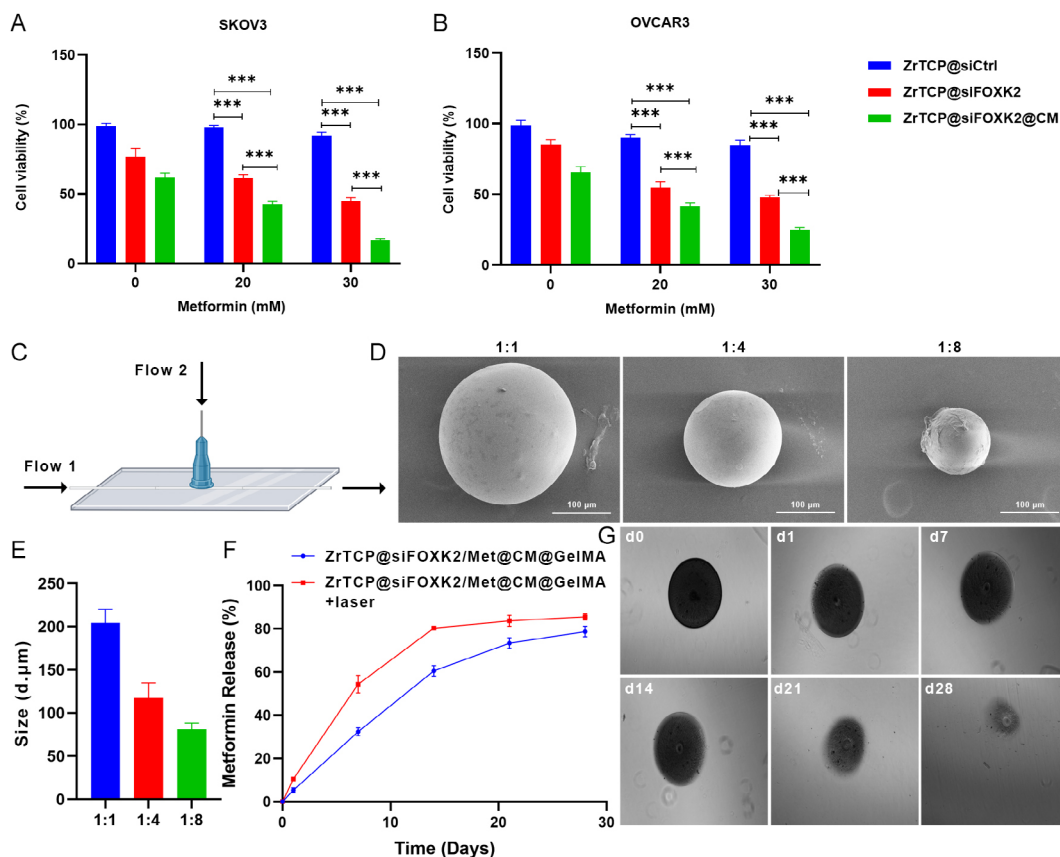 A
SKOV3
Cell viability (%)
150
100
50
0
***
***
***
***
***
***
0
20
30
Metformin (mM)
B
OVCAR3
Cell viability (%)
150
100
50
0
***
***
***
***
***
***
0
20
30
Metformin (mM)
ZrTCP@siCtrl
ZrTCP@siFOXK2
ZrTCP@siFOXK2@CM
C
Flow 2
Flow 1
D
1:1
1:4
1:8
100 μm
100 μm
100 μm
E
Size (d.μm)
250
200
150
100
50
0
1:1
1:4
1:8
F
ZrTCP@siFOXK2/Met@CM@GelMA
ZrTCP@siFOXK2/Met@CM@GelMA
+laser
Metformin Release (%)
100
80
60
40
20
0
0
10
20
30
Time (Days)
G
d0
d1
d7
d14
d21
d28